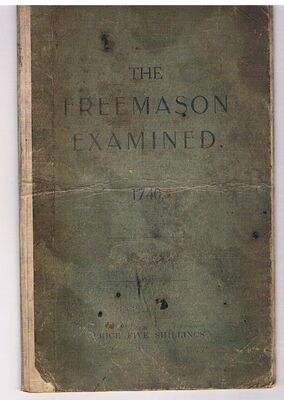 THE
FREEMASON
EXAMINED.
1740.
PRICE FIVE SHILLINGS